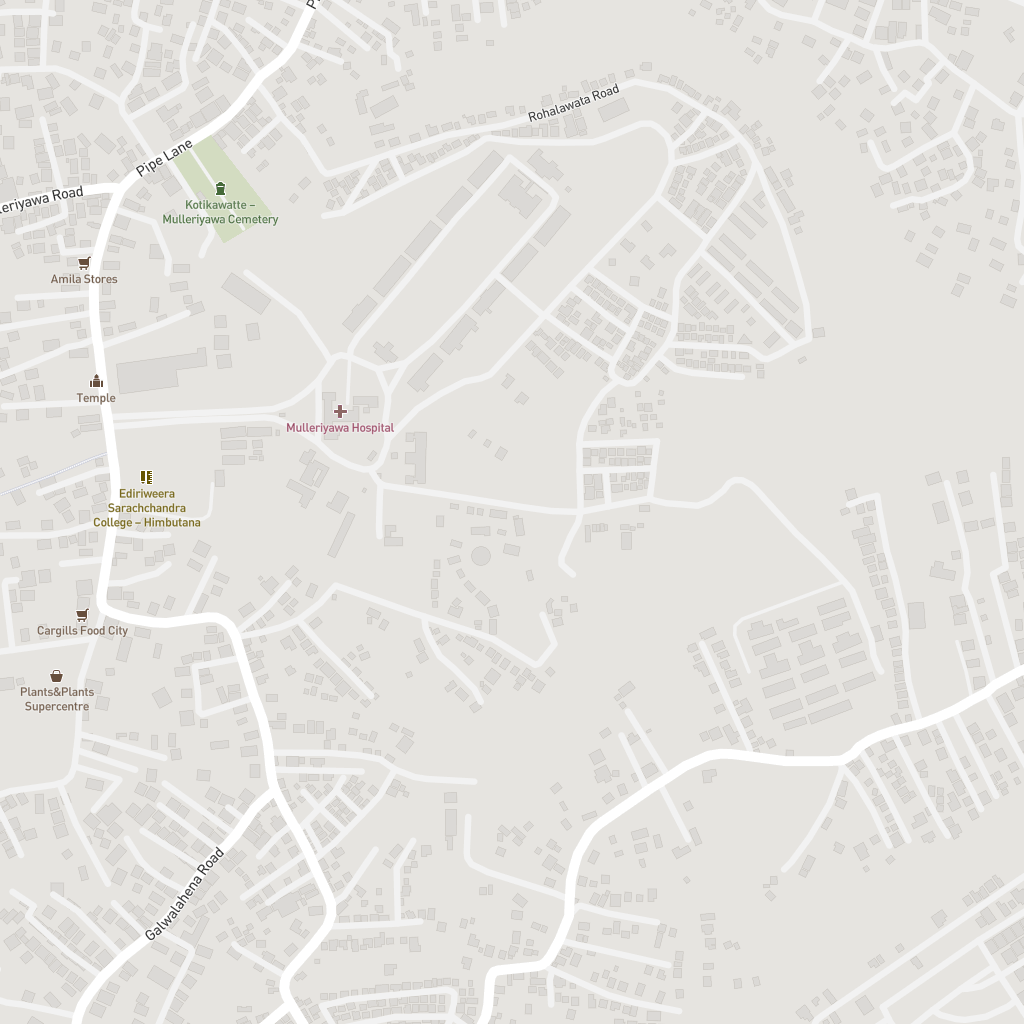 Rohalawata Road
Pipe Lane
Kotikawatte –
Mulleriyawa Cemetery
Road
Amila Stores
Temple
Mulleriyawa Hospital
Ediriweera
Sarachchandra
College – Himbutana
Cargills Food City
Plants&Plants
Supercentre
Galwalahena Road